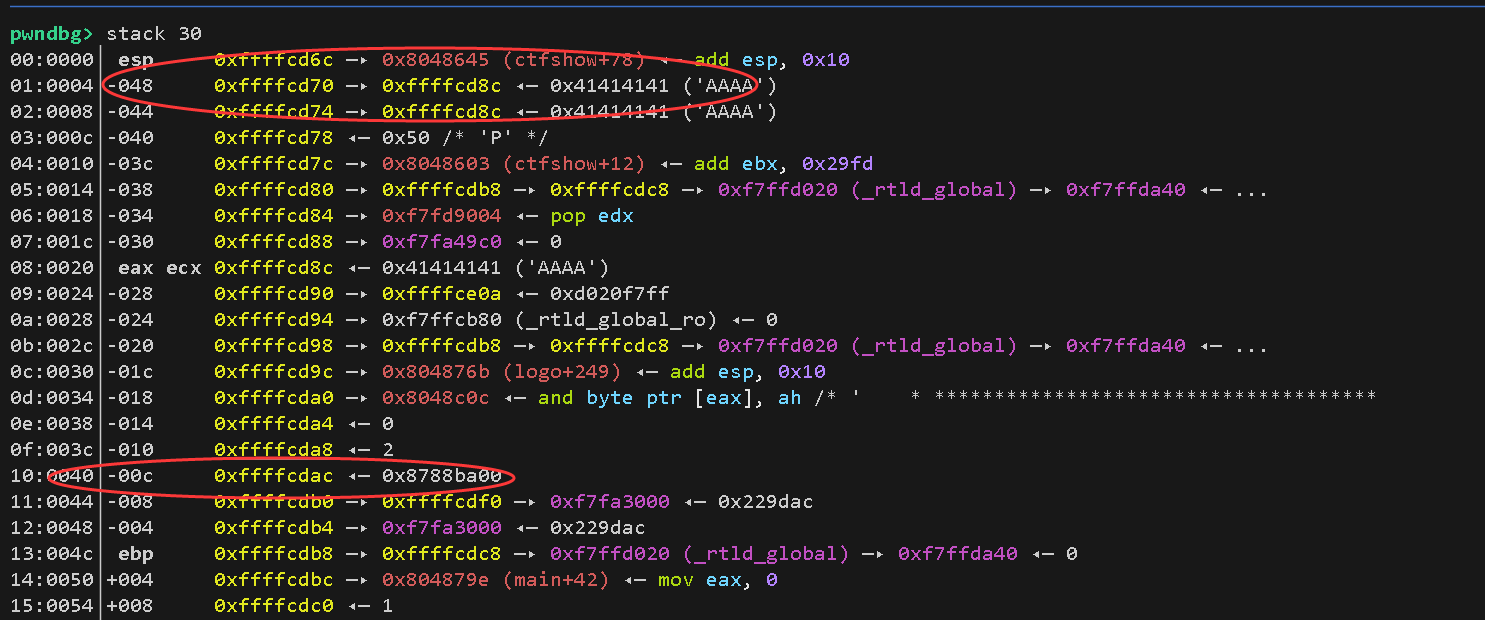 pwndbg> stack 30
00:0000│ esp 0xffffcd6c —▸ 0x8048645 (ctfshow+78) ◂— add esp, 0x10
01:0004│-048 0xffffcd70 —▸ 0xffffcd8c ◂— 0x41414141 ('AAAA')
02:0008│-044 0xffffcd74 —▸ 0xffffcd8c ◂— 0x41414141 ('AAAA')
03:000c│-040 0xffffcd78 ◂— 0x50 /* 'P' */
04:0010│-03c 0xffffcd7c —▸ 0x8048603 (ctfshow+12) ◂— add ebx, 0x29fd
05:0014│-038 0xffffcd80 —▸ 0xffffcdb8 —▸ 0xffffcdc8 —▸ 0xf7ffd020 (_rtld_global) —▸ 0xf7ffda40 ◂— ...
06:0018│-034 0xffffcd84 —▸ 0xf7fd9004 ◂— pop edx
07:001c│-030 0xffffcd88 —▸ 0xf7fa49c0 ◂— 0
08:0020│ eax ecx 0xffffcd8c ◂— 0x41414141 ('AAAA')
09:0024│-028 0xffffcd90 —▸ 0xffffce0a ◂— 0xd020f7ff
0a:0028│-024 0xffffcd94 —▸ 0xf7ffcb80 (_rtld_global_ro) ◂— 0
0b:002c│-020 0xffffcd98 —▸ 0xffffcdb8 —▸ 0xffffcdc8 —▸ 0xf7ffd020 (_rtld_global) —▸ 0xf7ffda40 ◂— ...
0c:0030│-01c 0xffffcd9c —▸ 0x804876b (logo+249) ◂— add esp, 0x10
0d:0034│-018 0xffffcda0 —▸ 0x8048c0c ◂— and byte ptr [eax], ah /* '    * *************************************
0e:0038│-014 0xffffcda4 ◂— 0
0f:003c│-010 0xffffcda8 ◂— 2
10:0040│-00c 0xffffcdac ◂— 0x8788ba00
11:0044│-008 0xffffcdb0 —▸ 0xffffcdf0 —▸ 0xf7fa3000 ◂— 0x229dac
12:0048│-004 0xffffcdb4 —▸ 0xf7fa3000 ◂— 0x229dac
13:004c│ ebp 0xffffcdb8 —▸ 0xffffcdc8 —▸ 0xf7ffd020 (_rtld_global) —▸ 0xf7ffda40 ◂— 0
14:0050│+004 0xffffcdbc —▸ 0x804879e (main+42) ◂— mov eax, 0
15:0054│+008 0xffffcdc0 ◂— 1